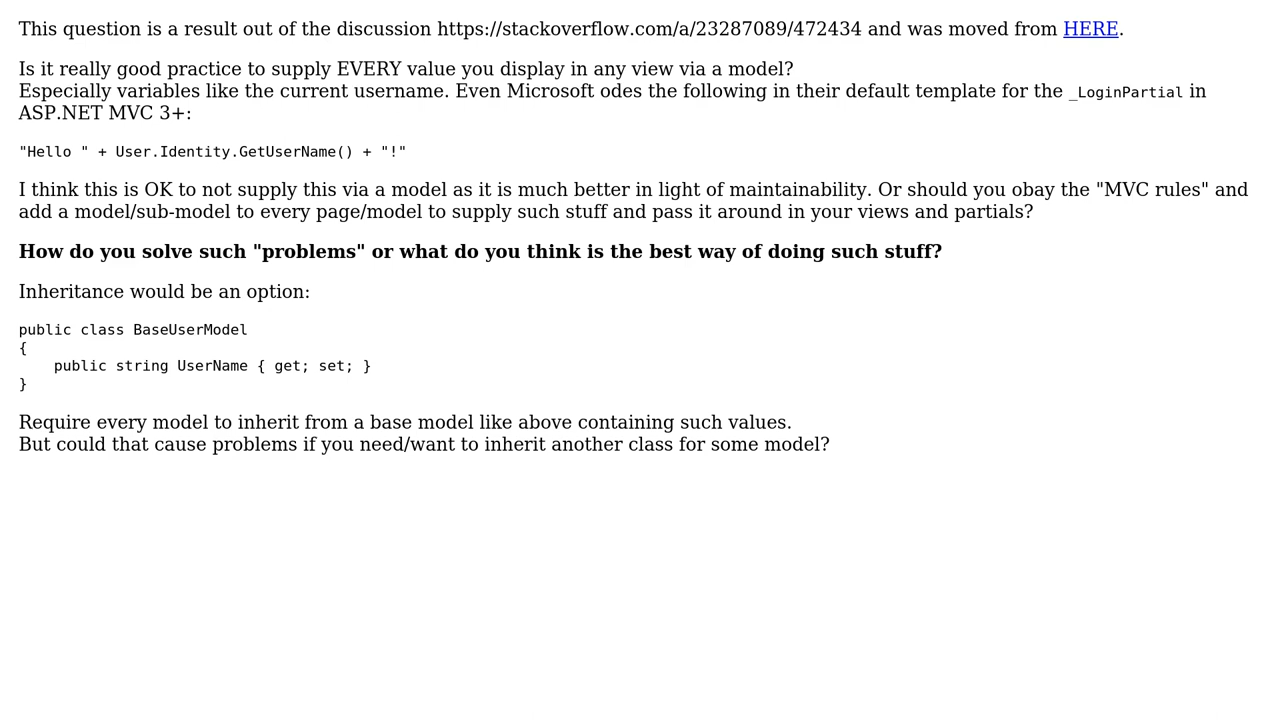 This question is a result out of the discussion https://stackoverflow.com/a/23287089/472434 and was moved from HERE.
Is it really good practice to supply EVERY value you display in any view via a model?
Especially variables like the current username. Even Microsoft odes the following in their default template for the _LoginPartial in
ASP.NET MVC 3+:
"Hello " + User.Identity.GetUserName() + "!"
I think this is OK to not supply this via a model as it is much better in light of maintainability. Or should you obay the "MVC rules" and
add a model/sub-model to every page/model to supply such stuff and pass it around in your views and partials?
How do you solve such "problems" or what do you think is the best way of doing such stuff?
Inheritance would be an option:
public class BaseUserModel
{
    public string UserName { get; set; }
}
Require every model to inherit from a base model like above containing such values.
But could that cause problems if you need/want to inherit another class for some model?